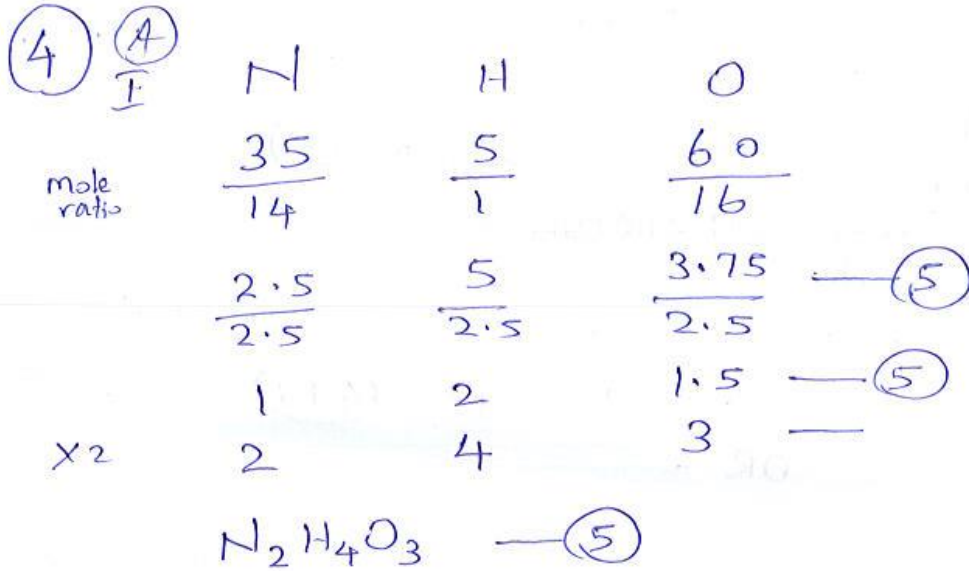 4 A
I N H O
mole ratio 35/14 5/1 60/16
2.5/2.5 5/2.5 3.75/2.5 — 5
1 2 1.5 — 5
X2 2 4 3 —
N₂H₄O₃ — 5